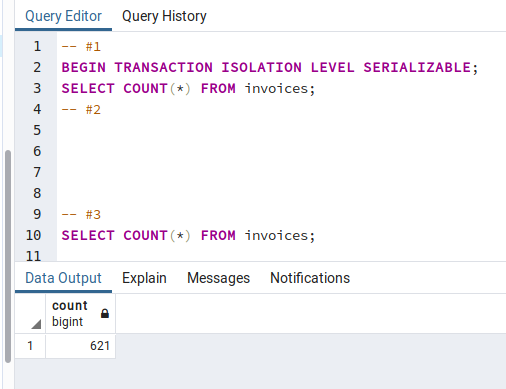 Query Editor Query History
1 -- #1
2 BEGIN TRANSACTION ISOLATION LEVEL SERIALIZABLE;
3 SELECT COUNT(*) FROM invoices;
4 -- #2
5
6
7
8
9 -- #3
10 SELECT COUNT(*) FROM invoices;
11
Data Output Explain Messages Notifications
count
bigint
1 621